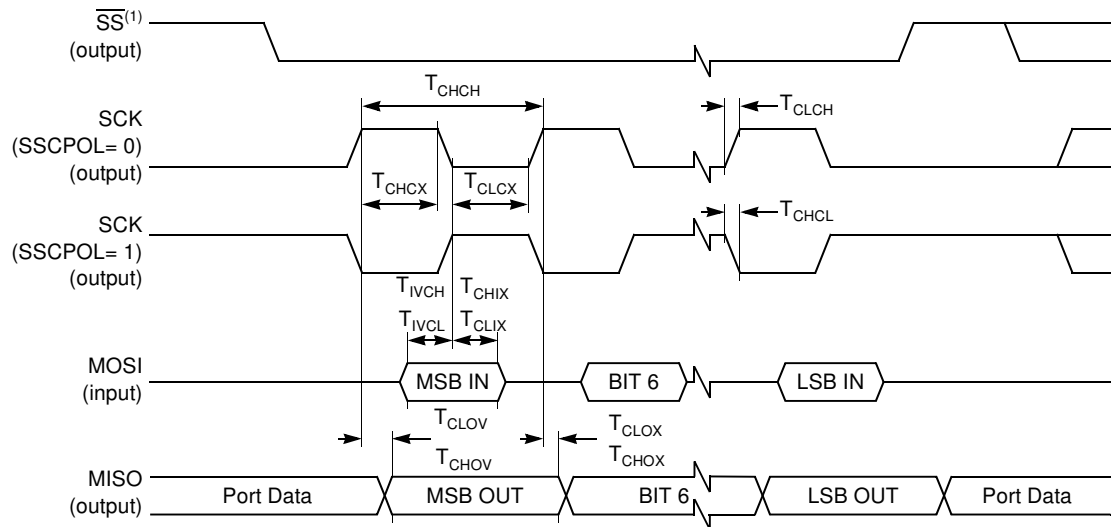 SS(1)
(output)
TCHCH
TCLCH
SCK
(SSCPOL= 0)
(output)
TCHCX
TCLCX
TCHCL
SCK
(SSCPOL= 1)
(output)
TIVCH
TCHIX
TIVCL
TCLIX
MOSI
(input)
MSB IN
BIT 6
LSB IN
TCLOV
TCLOX
TCHOV
TCHOX
MISO
(output)
Port Data
MSB OUT
BIT 6
LSB OUT
Port Data